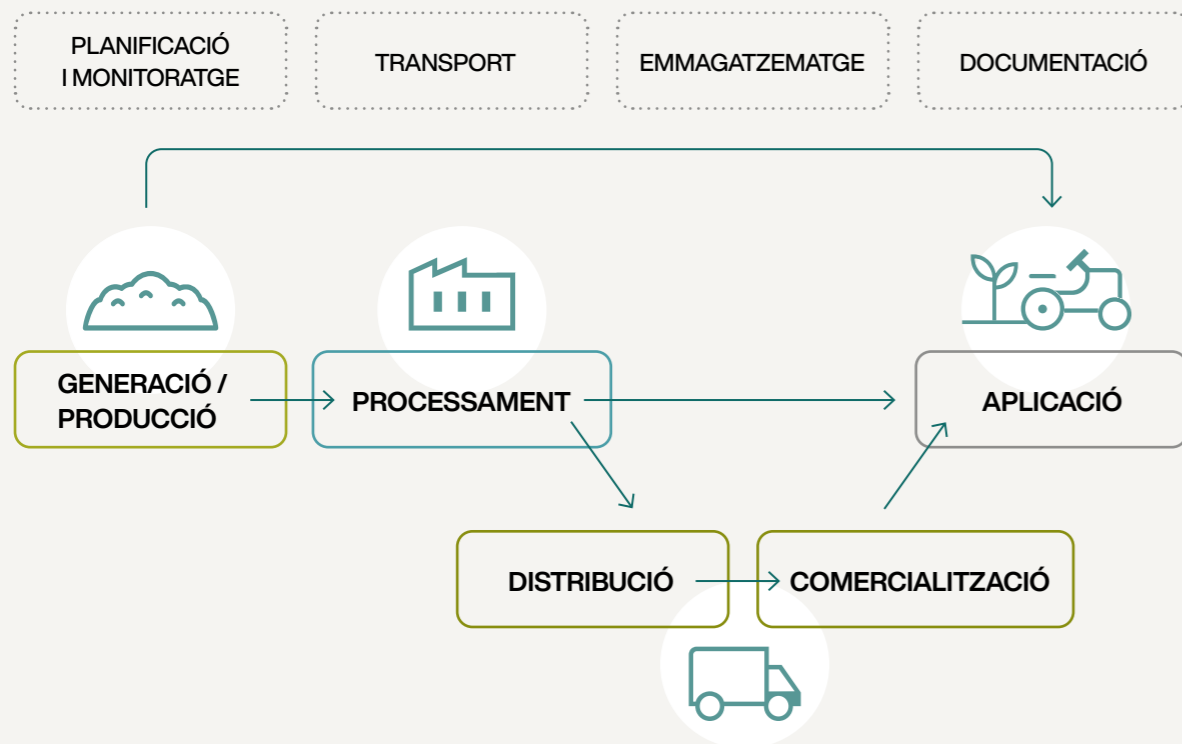 PLANIFICACIÓ
I MONITORATGE
TRANSPORT
EMMAGATZEMATGE
DOCUMENTACIÓ
GENERACIÓ /
PRODUCCIÓ
PROCESSAMENT
APLICACIÓ
DISTRIBUCIÓ
COMERCIALITZACIÓ